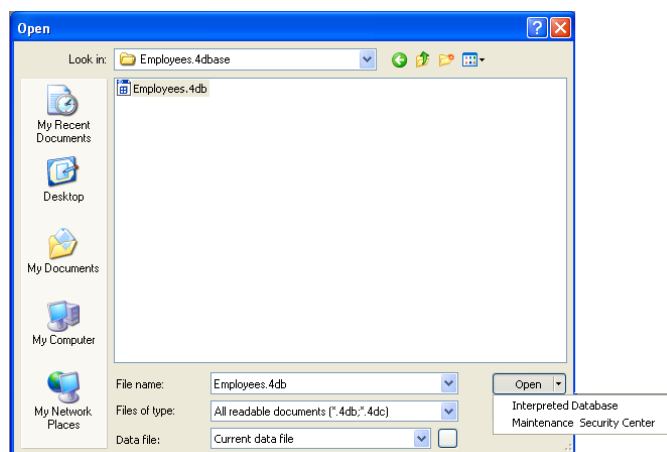 Open
Look in:
Employees.4dbase
Employees.4db
My Recent
Documents
Desktop
My Documents
My Computer
My Network
Places
File name:
Employees.4db
Open
Files of type:
All readable documents (*.4db;*.4dc)
Data file:
Current data file
Interpreted Database
Maintenance Security Center